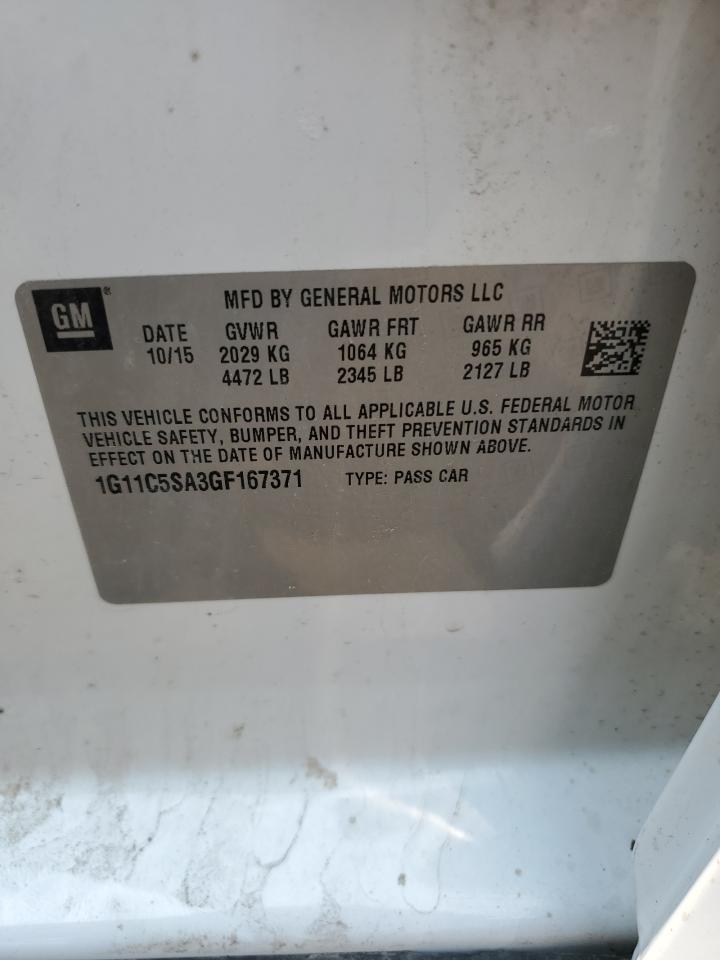 GM®
MFD BY GENERAL MOTORS LLC
DATE GVWR GAWR FRT GAWR RR
10/15 2029 KG 1064 KG 965 KG
4472 LB 2345 LB 2127 LB
THIS VEHICLE CONFORMS TO ALL APPLICABLE U.S. FEDERAL MOTOR
VEHICLE SAFETY, BUMPER, AND THEFT PREVENTION STANDARDS IN
EFFECT ON THE DATE OF MANUFACTURE SHOWN ABOVE.
1G11C5SA3GF167371 TYPE: PASS CAR